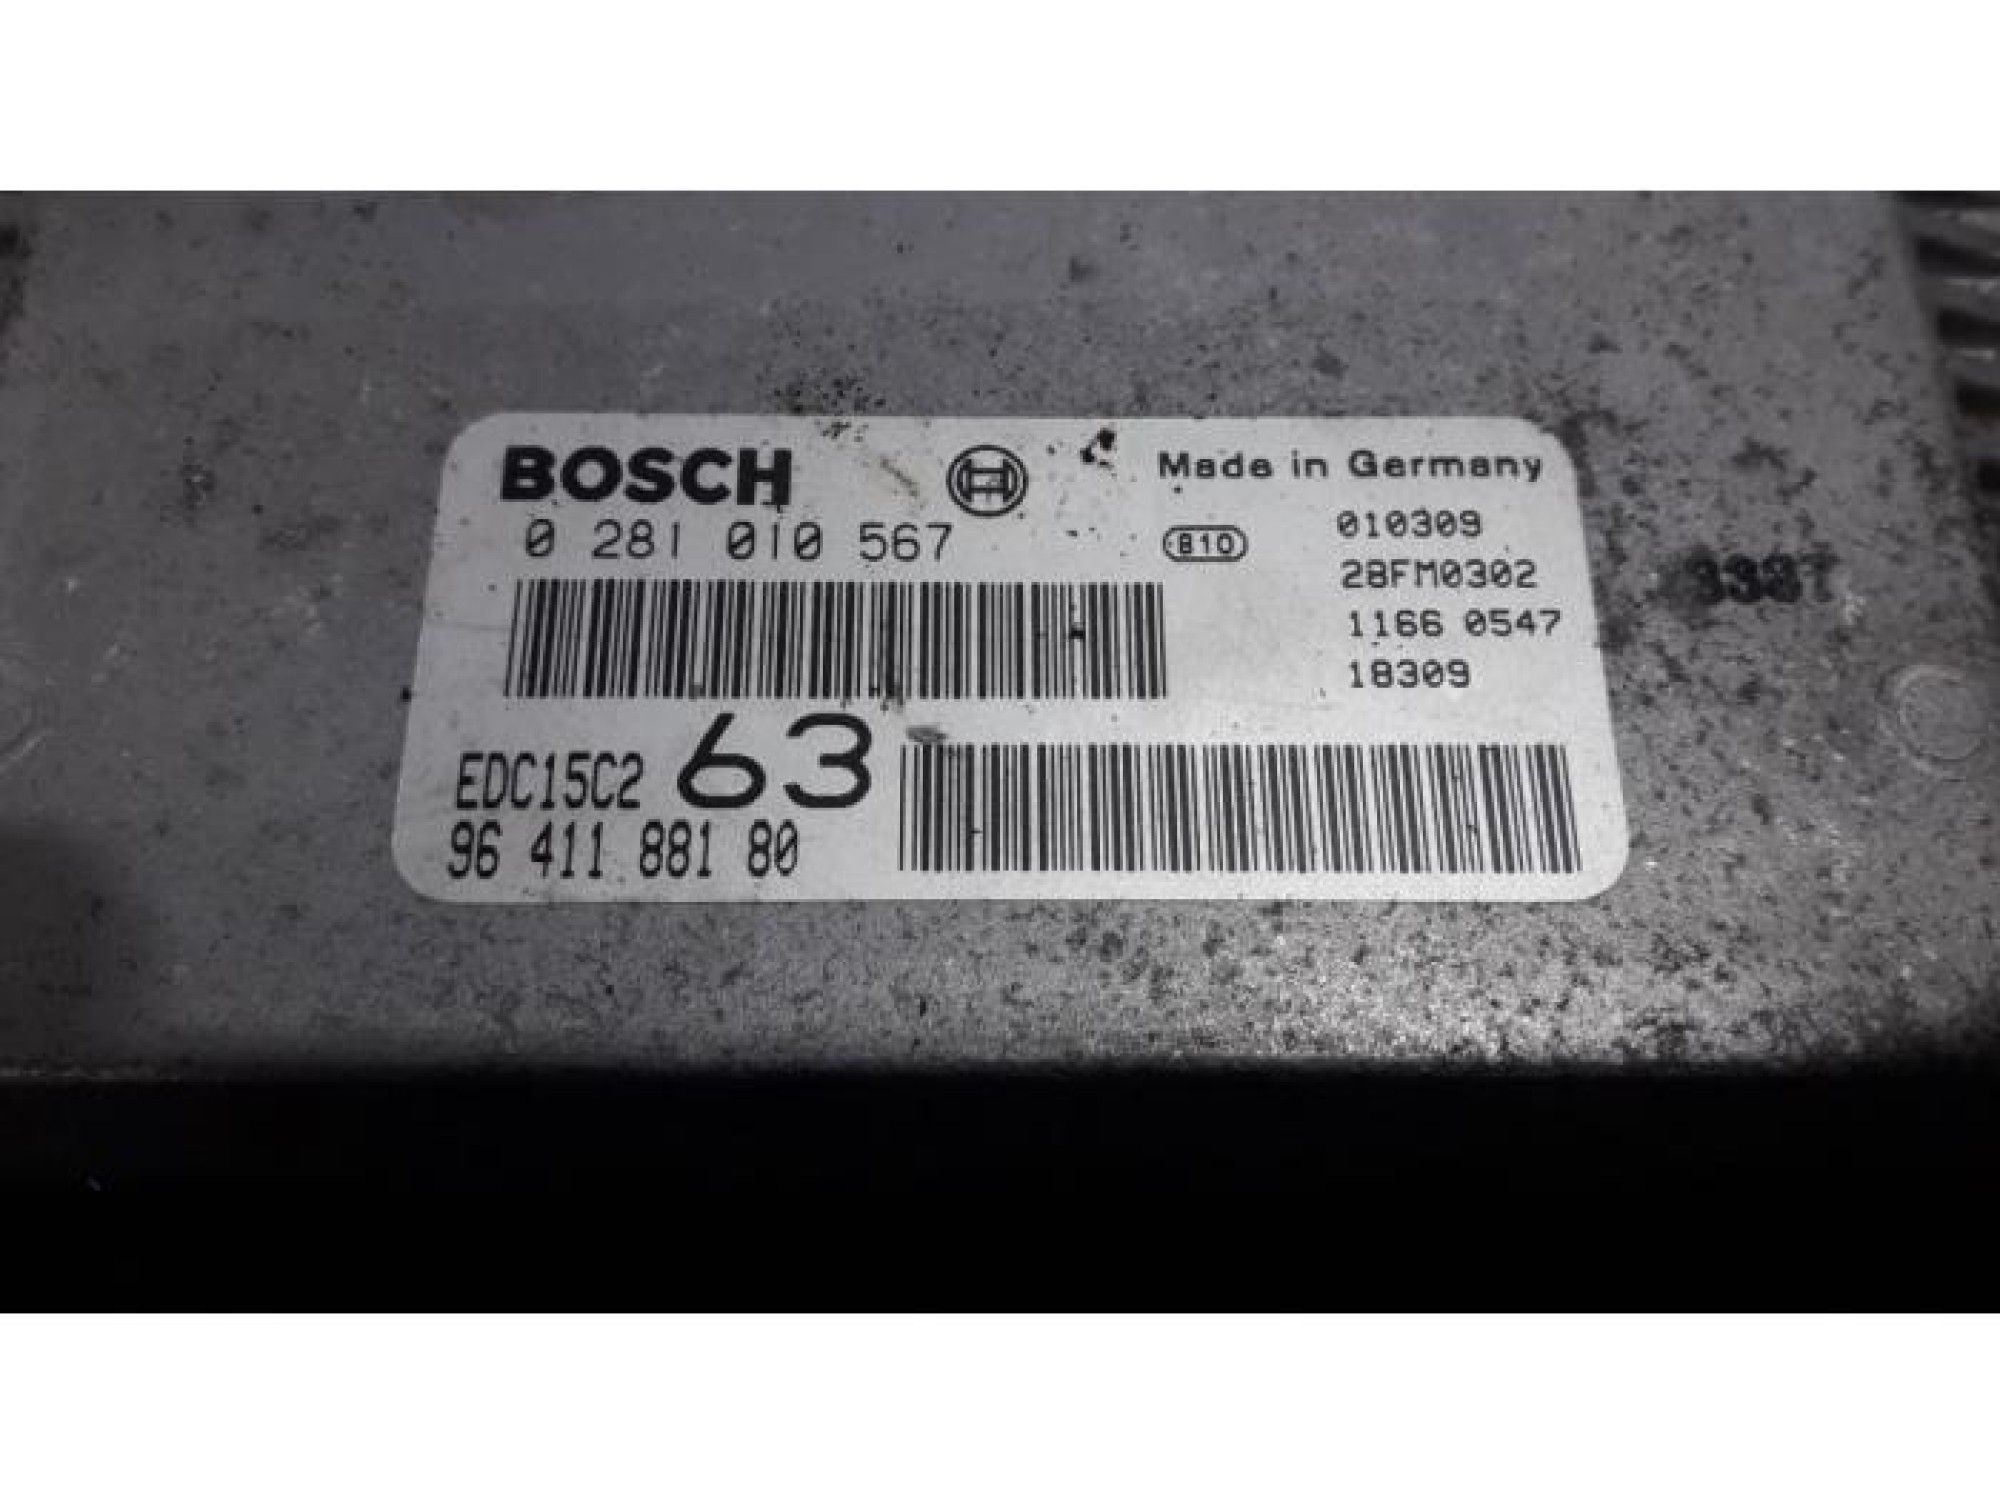 BOSCH
Made in Germany
0 281 010 567
B10
010309
28FM0302
1166 0547
18309
EDC15C2 63
96 411 881 80